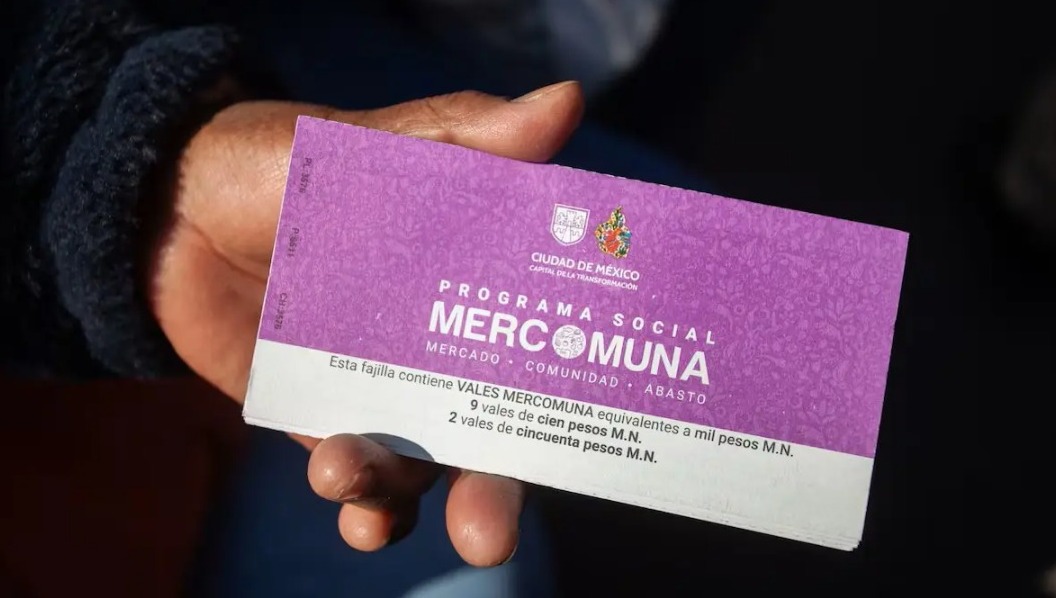 CIUDAD DE MÉXICO
CAPITAL DE LA TRANSFORMACIÓN
PROGRAMA SOCIAL
MERCOMUNA
MERCADO • COMUNIDAD • ABASTO
Esta fajilla contiene VALES MERCOMUNA equivalentes a mil pesos M.N.
9 vales de cien pesos M.N.
2 vales de cincuenta pesos M.N.